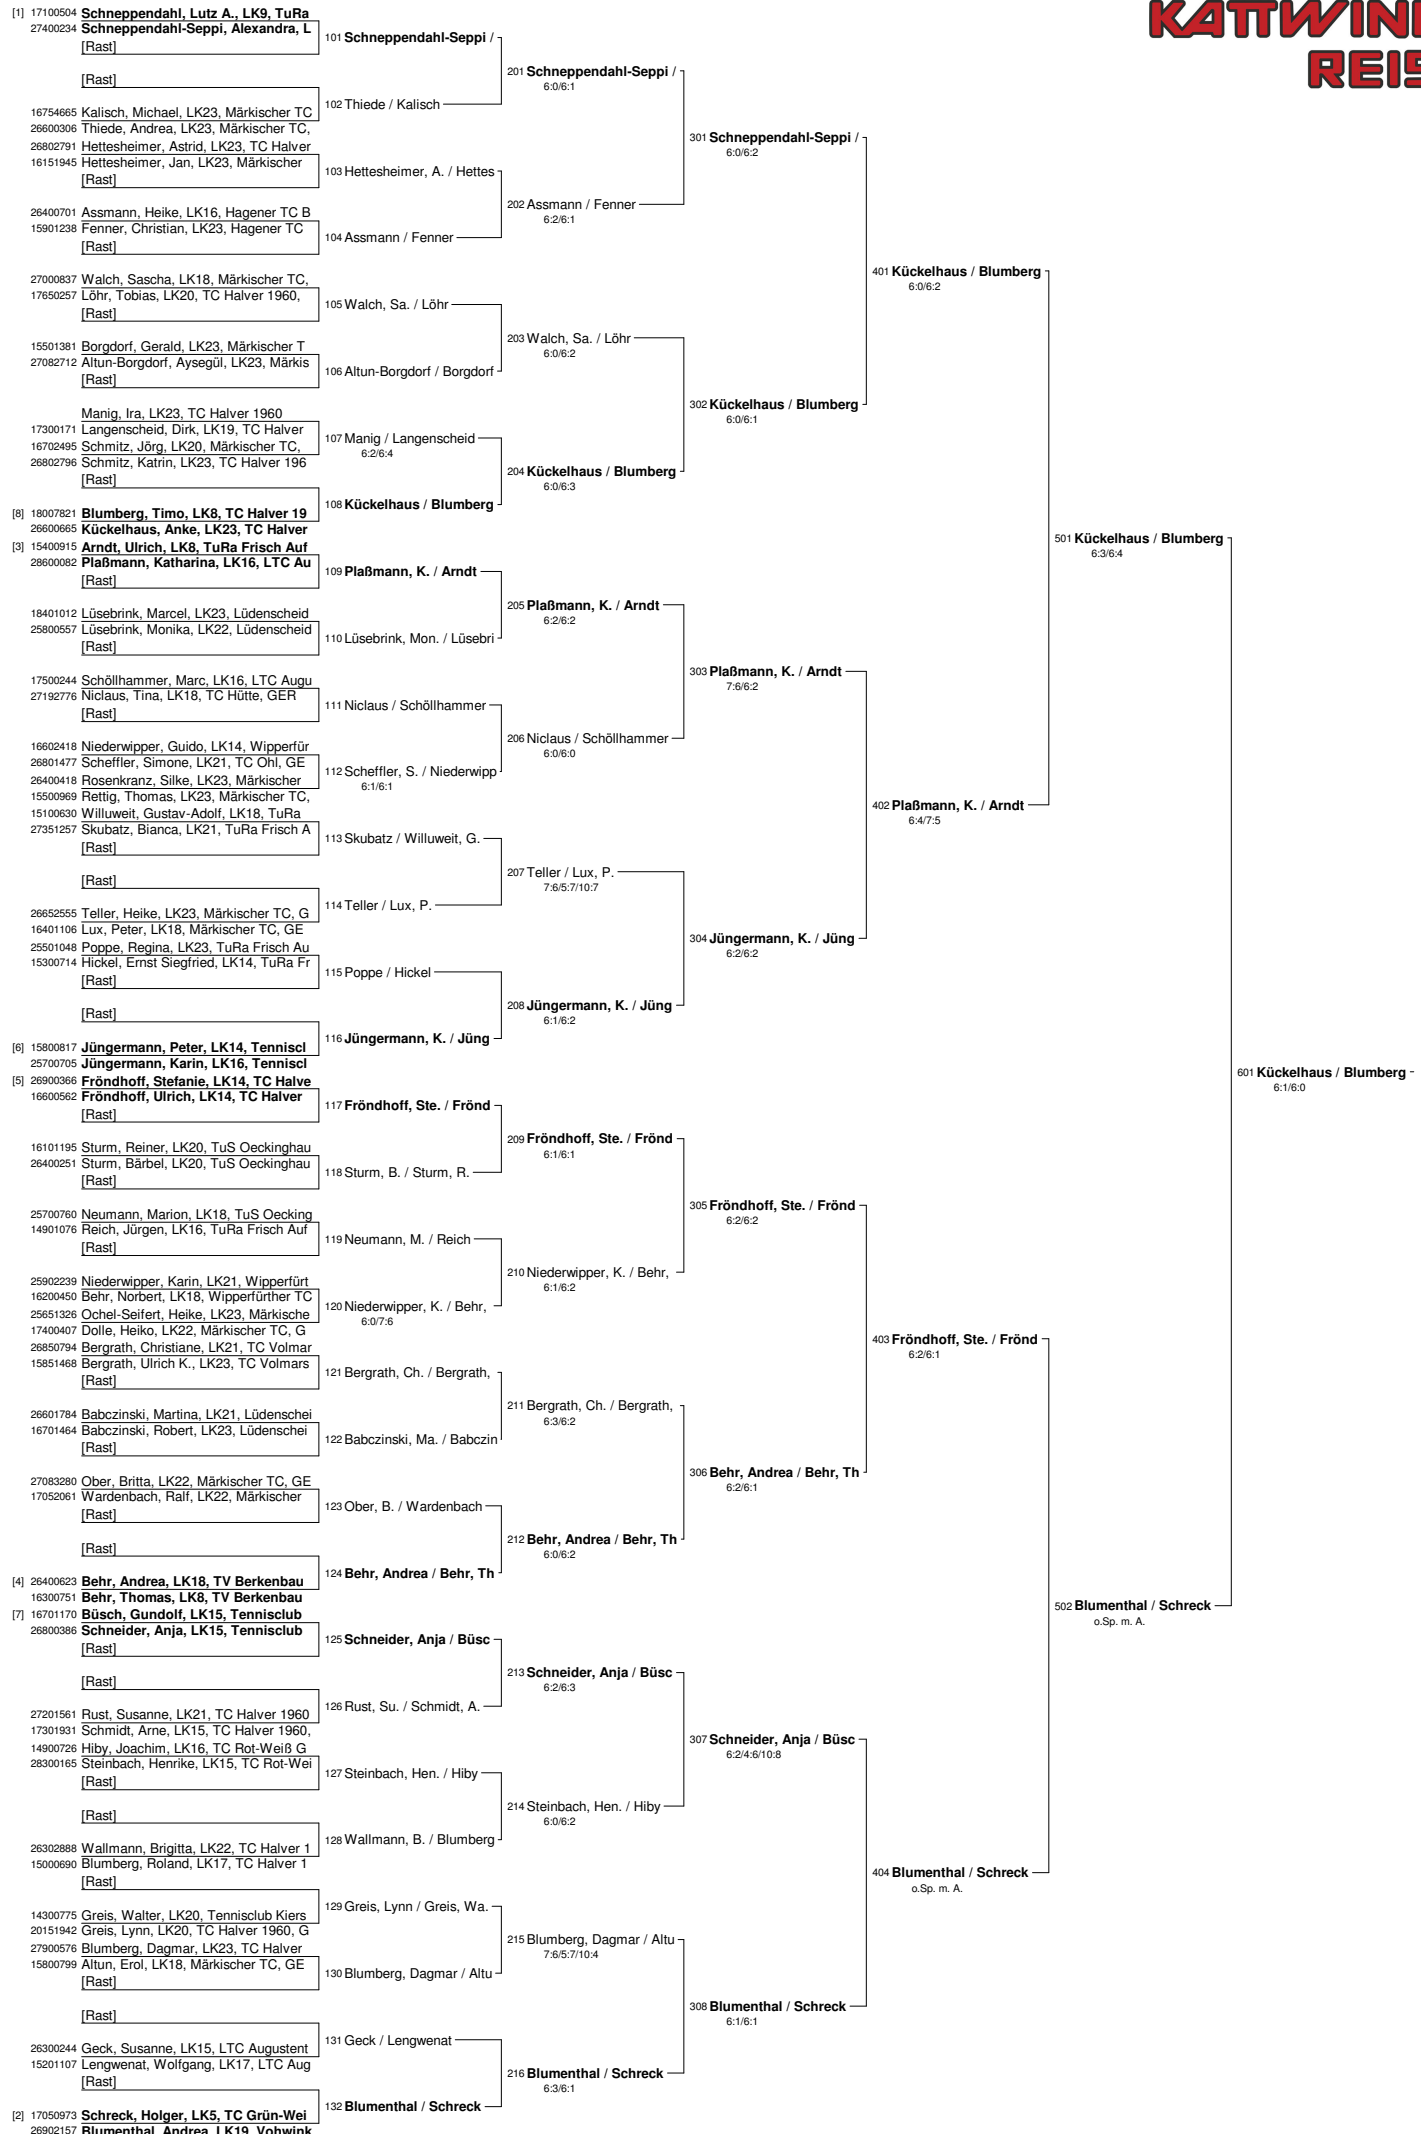 KATTWIN
REIS
[1] 17100504 Schneppendahl, Lutz A., LK9, TuRa
27400234 Schneppendahl-Seppi, Alexandra, L
[Rast]
101 Schneppendahl-Seppi /
[Rast]
201 Schneppendahl-Seppi /
6:0/6:1
16754665 Kalisch, Michael, LK23, Märkischer TC
26600306 Thiede, Andrea, LK23, Märkischer TC,
102 Thiede / Kalisch
301 Schneppendahl-Seppi /
6:0/6:2
26802791 Hettesheimer, Astrid, LK23, TC Halver
16151945 Hettesheimer, Jan, LK23, Märkischer
[Rast]
103 Hettesheimer, A. / Hettes
202 Assmann / Fenner
6:2/6:1
26400701 Assmann, Heike, LK16, Hagener TC B
15901238 Fenner, Christian, LK23, Hagener TC
[Rast]
104 Assmann / Fenner
401 Kückelhaus / Blumberg
6:0/6:2
27000837 Walch, Sascha, LK18, Märkischer TC,
17650257 Löhr, Tobias, LK20, TC Halver 1960,
[Rast]
105 Walch, Sa. / Löhr
203 Walch, Sa. / Löhr
6:0/6:2
15501381 Borgdorf, Gerald, LK23, Märkischer T
27082712 Altun-Borgdorf, Aysegül, LK23, Märkis
[Rast]
106 Altun-Borgdorf / Borgdorf
302 Kückelhaus / Blumberg
6:0/6:1
Manig, Ira, LK23, TC Halver 1960
17300171 Langenscheid, Dirk, LK19, TC Halver
16702495 Schmitz, Jörg, LK20, Märkischer TC,
26802796 Schmitz, Katrin, LK23, TC Halver 196
[Rast]
107 Manig / Langenscheid
6:2/6:4
204 Kückelhaus / Blumberg
6:0/6:3
108 Kückelhaus / Blumberg
[8] 18007821 Blumberg, Timo, LK8, TC Halver 19
26600665 Kückelhaus, Anke, LK23, TC Halver
501 Kückelhaus / Blumberg
6:3/6:4
[3] 15400915 Arndt, Ulrich, LK8, TuRa Frisch Auf
28600082 Plaßmann, Katharina, LK16, LTC Au
[Rast]
109 Plaßmann, K. / Arndt
205 Plaßmann, K. / Arndt
6:2/6:2
18401012 Lüsebrink, Marcel, LK23, Lüdenscheid
25800557 Lüsebrink, Monika, LK22, Lüdenscheid
[Rast]
110 Lüsebrink, Mon. / Lüsebri
303 Plaßmann, K. / Arndt
7:6/6:2
17500244 Schöllhammer, Marc, LK16, LTC Augu
27192776 Niclaus, Tina, LK18, TC Hütte, GER
[Rast]
111 Niclaus / Schöllhammer
206 Niclaus / Schöllhammer
6:0/6:0
16602418 Niederwipper, Guido, LK14, Wipperfür
26801477 Scheffler, Simone, LK21, TC Ohl, GE
26400418 Rosenkranz, Silke, LK23, Märkischer
15500969 Rettig, Thomas, LK23, Märkischer TC,
112 Scheffler, S. / Niederwipp
6:1/6:1
402 Plaßmann, K. / Arndt
6:4/7:5
15100630 Willuweit, Gustav-Adolf, LK18, TuRa
27351257 Skubatz, Bianca, LK21, TuRa Frisch A
[Rast]
113 Skubatz / Willuweit, G.
[Rast]
207 Teller / Lux, P.
7:6/5:7/10:7
26652555 Teller, Heike, LK23, Märkischer TC, G
16401106 Lux, Peter, LK18, Märkischer TC, GE
114 Teller / Lux, P.
304 Jüngermann, K. / Jüng
6:2/6:2
25501048 Poppe, Regina, LK23, TuRa Frisch Au
15300714 Hickel, Ernst Siegfried, LK14, TuRa Fr
[Rast]
115 Poppe / Hickel
[Rast]
208 Jüngermann, K. / Jüng
6:1/6:2
116 Jüngermann, K. / Jüng
[6] 15800817 Jüngermann, Peter, LK14, Tenniscl
25700705 Jüngermann, Karin, LK16, Tenniscl
601 Kückelhaus / Blumberg
6:1/6:0
[5] 26900366 Fröndhoff, Stefanie, LK14, TC Halve
16600562 Fröndhoff, Ulrich, LK14, TC Halver
[Rast]
117 Fröndhoff, Ste. / Frönd
209 Fröndhoff, Ste. / Frönd
6:1/6:1
16101195 Sturm, Reiner, LK20, TuS Oeckinghau
26400251 Sturm, Bärbel, LK20, TuS Oeckinghau
[Rast]
118 Sturm, B. / Sturm, R.
305 Fröndhoff, Ste. / Frönd
6:2/6:2
25700760 Neumann, Marion, LK18, TuS Oecking
14901076 Reich, Jürgen, LK16, TuRa Frisch Auf
[Rast]
119 Neumann, M. / Reich
210 Niederwipper, K. / Behr,
6:1/6:2
25902239 Niederwipper, Karin, LK21, Wipperfürt
16200450 Behr, Norbert, LK18, Wipperfürther TC
25651326 Ochel-Seifert, Heike, LK23, Märkische
17400407 Dolle, Heiko, LK22, Märkischer TC, G
120 Niederwipper, K. / Behr,
6:0/7:6
403 Fröndhoff, Ste. / Frönd
6:2/6:1
26850794 Bergrath, Christiane, LK21, TC Volmar
15851468 Bergrath, Ulrich K., LK23, TC Volmars
[Rast]
121 Bergrath, Ch. / Bergrath,
211 Bergrath, Ch. / Bergrath,
6:3/6:2
26601784 Babczinski, Martina, LK21, Lüdenschei
16701464 Babczinski, Robert, LK23, Lüdenschei
[Rast]
122 Babczinski, Ma. / Babczin
306 Behr, Andrea / Behr, Th
6:2/6:1
27083280 Ober, Britta, LK22, Märkischer TC, GE
17052061 Wardenbach, Ralf, LK22, Märkischer
[Rast]
123 Ober, B. / Wardenbach
[Rast]
212 Behr, Andrea / Behr, Th
6:0/6:2
124 Behr, Andrea / Behr, Th
[4] 26400623 Behr, Andrea, LK18, TV Berkenbau
16300751 Behr, Thomas, LK8, TV Berkenbau
502 Blumenthal / Schreck
o.Sp. m. A.
[7] 16701170 Büsch, Gundolf, LK15, Tennisclub
26800386 Schneider, Anja, LK15, Tennisclub
[Rast]
125 Schneider, Anja / Büsc
[Rast]
213 Schneider, Anja / Büsc
6:2/6:3
126 Rust, Su. / Schmidt, A.
27201561 Rust, Susanne, LK21, TC Halver 1960
17301931 Schmidt, Arne, LK15, TC Halver 1960,
307 Schneider, Anja / Büsc
6:2/4:6/10:8
14900726 Hiby, Joachim, LK16, TC Rot-Weiß G
28300165 Steinbach, Henrike, LK15, TC Rot-Wei
[Rast]
127 Steinbach, Hen. / Hiby
[Rast]
214 Steinbach, Hen. / Hiby
6:0/6:2
128 Wallmann, B. / Blumberg
26302888 Wallmann, Brigitta, LK22, TC Halver 1
15000690 Blumberg, Roland, LK17, TC Halver 1
[Rast]
404 Blumenthal / Schreck
o.Sp. m. A.
129 Greis, Lynn / Greis, Wa.
14300775 Greis, Walter, LK20, Tennisclub Kiers
20151942 Greis, Lynn, LK20, TC Halver 1960, G
215 Blumberg, Dagmar / Altu
7:6/5:7/10:4
27900576 Blumberg, Dagmar, LK23, TC Halver
15800799 Altun, Erol, LK18, Märkischer TC, GE
[Rast]
130 Blumberg, Dagmar / Altu
[Rast]
308 Blumenthal / Schreck
6:1/6:1
131 Geck / Lengwenat
26300244 Geck, Susanne, LK15, LTC Augustent
15201107 Lengwenat, Wolfgang, LK17, LTC Aug
[Rast]
216 Blumenthal / Schreck
6:3/6:1
132 Blumenthal / Schreck
[2] 17050973 Schreck, Holger, LK5, TC Grün-Wei
26902157 Blumenthal, Andrea, LK19, Vohwink